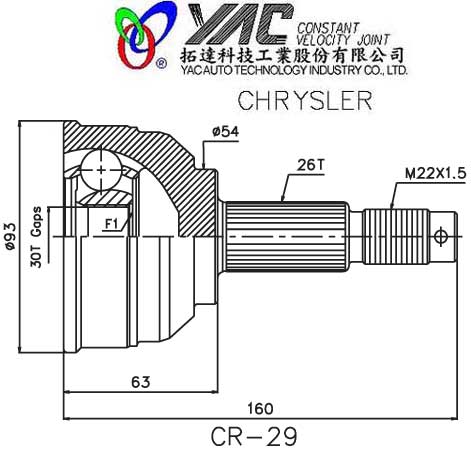 YAC CONSTANT
VELOCITY JOINT
®
拓達科技工業股份有限公司
YAC AUTO TECHNOLOGY INDUSTRY CO., LTD.
CHRYSLER
ø54
26T
M22X1.5
ø93
30T Gaps
F1
63
160
CR-29